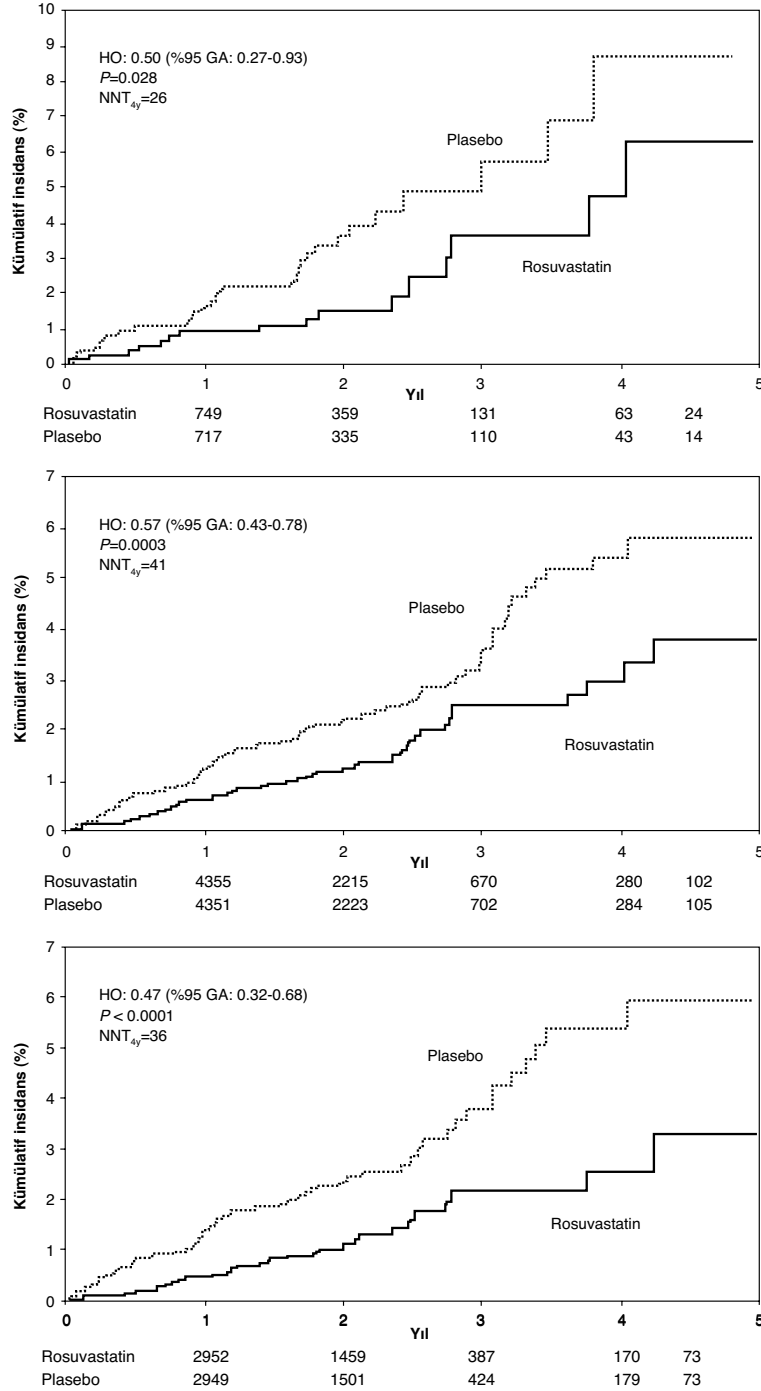 10
HO: 0.50 (%95 GA: 0.27-0.93)
9
P=0.028
8
NNT4y=26
7
Plasebo
6
5
4
3
Rosuvastatin
2
1
0
Kümülatif insidans (%)
0 1 2 3 4 5
Yıl
Rosuvastatin 749 359 131 63 24
Plasebo 717 335 110 43 14
7
HO: 0.57 (%95 GA: 0.43-0.78)
6
P=0.0003
NNT4y=41
5
Plasebo
4
3
2
Rosuvastatin
1
0
Kümülatif insidans (%)
0 1 2 3 4 5
Yıl
Rosuvastatin 4355 2215 670 280 102
Plasebo 4351 2223 702 284 105
7
HO: 0.47 (%95 GA: 0.32-0.68)
6
P < 0.0001
NNT4y=36
5
Plasebo
4
3
2
Rosuvastatin
1
0
Kümülatif insidans (%)
0 1 2 3 4 5
Yıl
Rosuvastatin 2952 1459 387 170 73
Plasebo 2949 1501 424 179 73